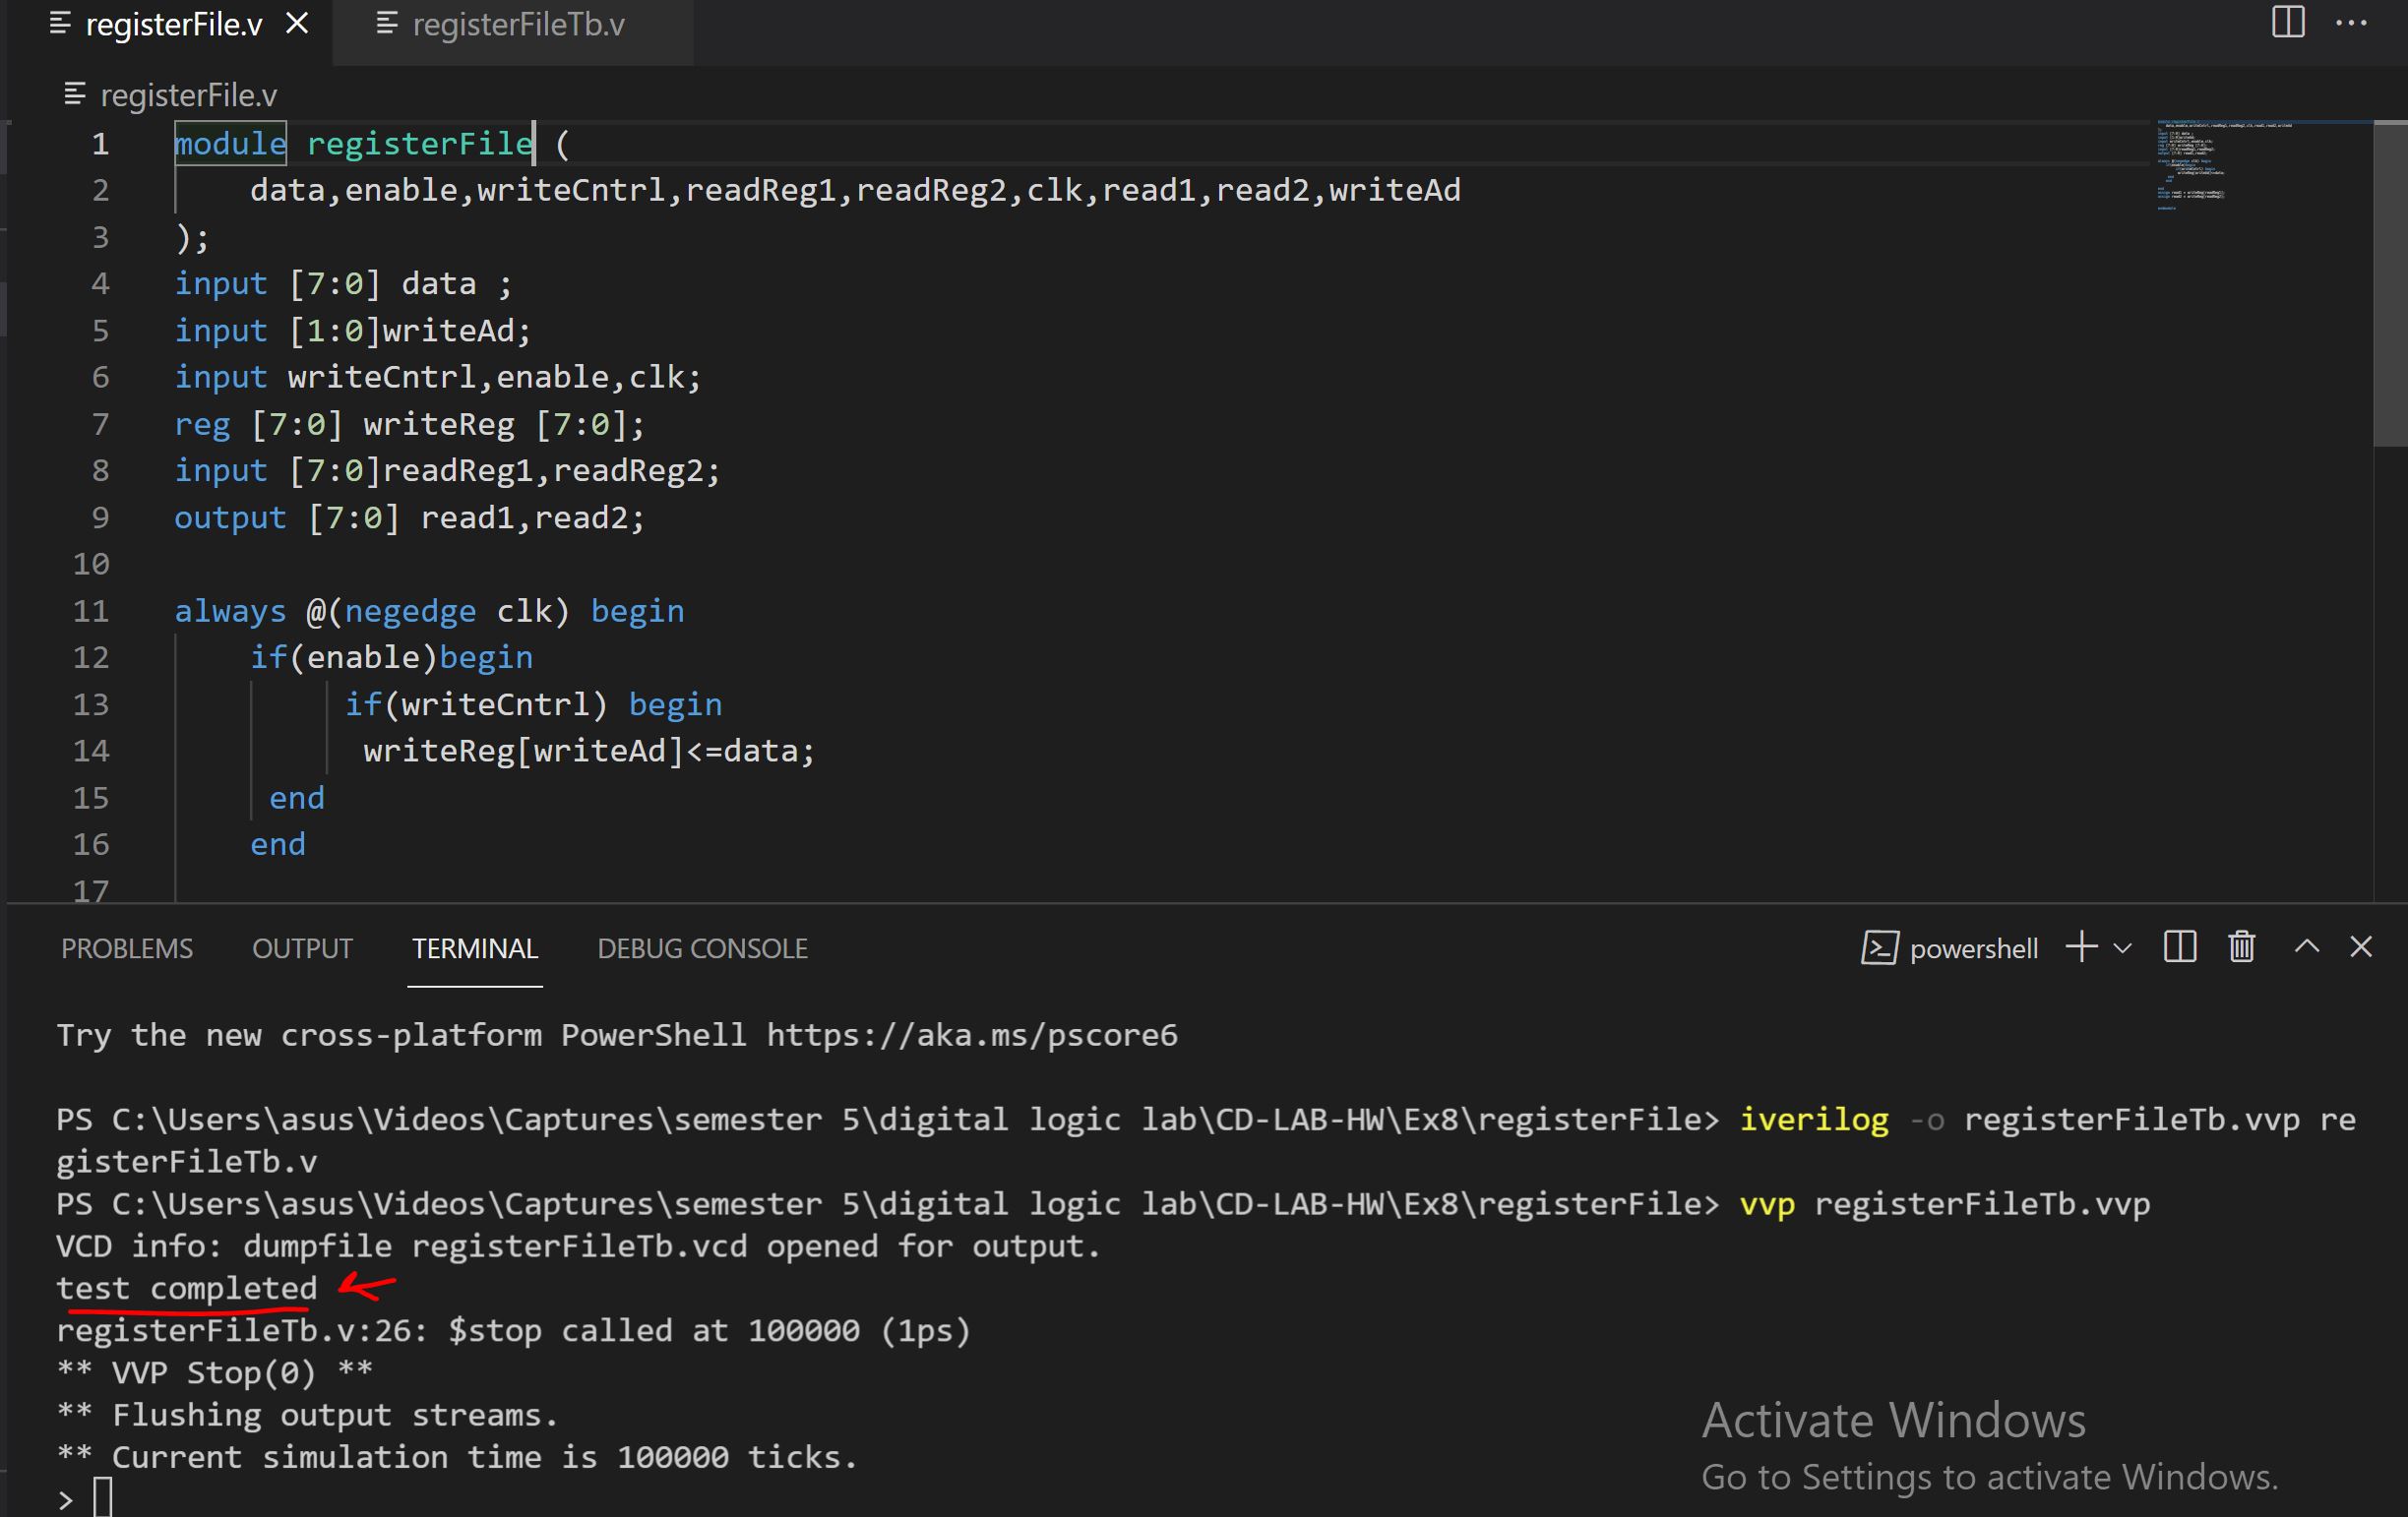 registerFile.v registerFileTb.v
registerFile.v
1 module registerFile (
2 data,enable,writeCntrl,readReg1,readReg2,clk,read1,read2,writeAd
3 );
4 input [7:0] data ;
5 input [1:0]writeAd;
6 input writeCntrl,enable,clk;
7 reg [7:0] writeReg [7:0];
8 input [7:0]readReg1,readReg2;
9 output [7:0] read1,read2;
10
11 always @(negedge clk) begin
12 if(enable)begin
13 if(writeCntrl) begin
14 writeReg[writeAd]<=data;
15 end
16 end
17
PROBLEMS OUTPUT TERMINAL DEBUG CONSOLE powershell
Try the new cross-platform PowerShell https://aka.ms/pscore6
PS C:\Users\asus\Videos\Captures\semester 5\digital logic lab\CD-LAB-HW\Ex8\registerFile> iverilog -o registerFileTb.vvp re
gisterFileTb.v
PS C:\Users\asus\Videos\Captures\semester 5\digital logic lab\CD-LAB-HW\Ex8\registerFile> vvp registerFileTb.vvp
VCD info: dumpfile registerFileTb.vcd opened for output.
test completed
registerFileTb.v:26: $stop called at 100000 (1ps)
** VVP Stop(0) **
** Flushing output streams.
** Current simulation time is 100000 ticks.
>
Activate Windows
Go to Settings to activate Windows.